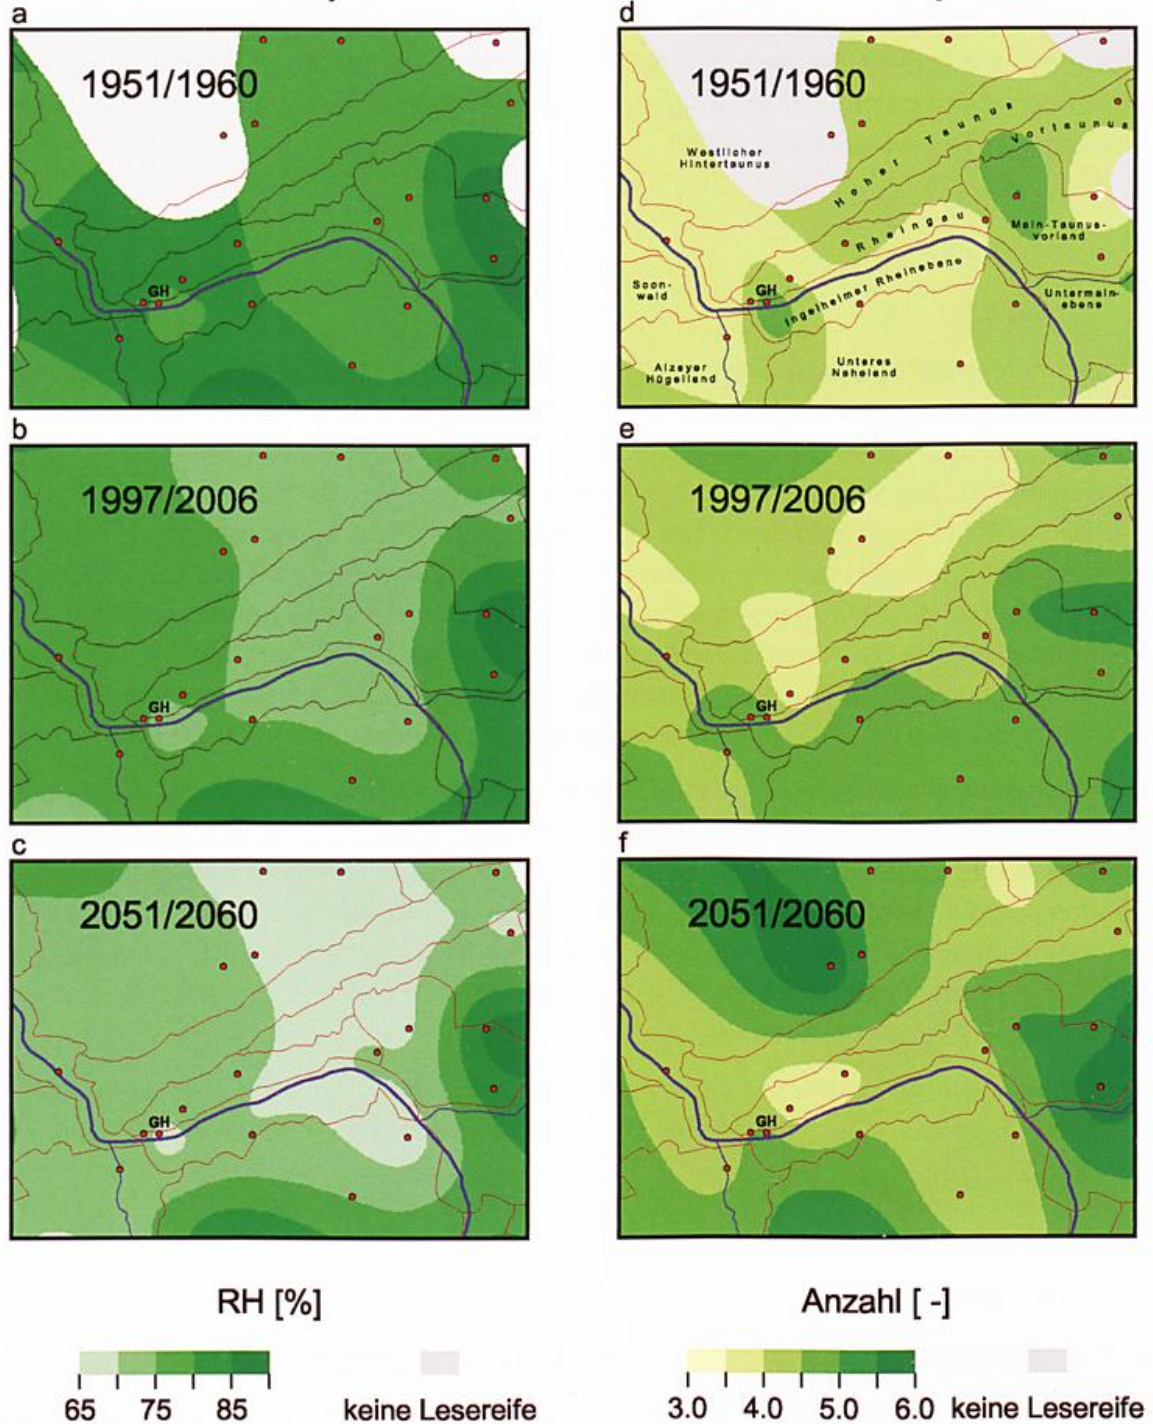 a
1951/1960
GH
d
1951/1960
Westlicher
Hintertaunus
Hoher Taunus
Vortaunus
Rheingau
Main-Taunus-
vorland
Soon-
wald
GH
Ingelheimer Rheinebene
Untermain-
ebene
Alzeyer
Hügelland
Unteres
Naheland
b
1997/2006
GH
e
1997/2006
GH
c
2051/2060
GH
f
2051/2060
GH
RH [%]
65 75 85
keine Lesereife
Anzahl [ -]
3.0 4.0 5.0 6.0
keine Lesereife